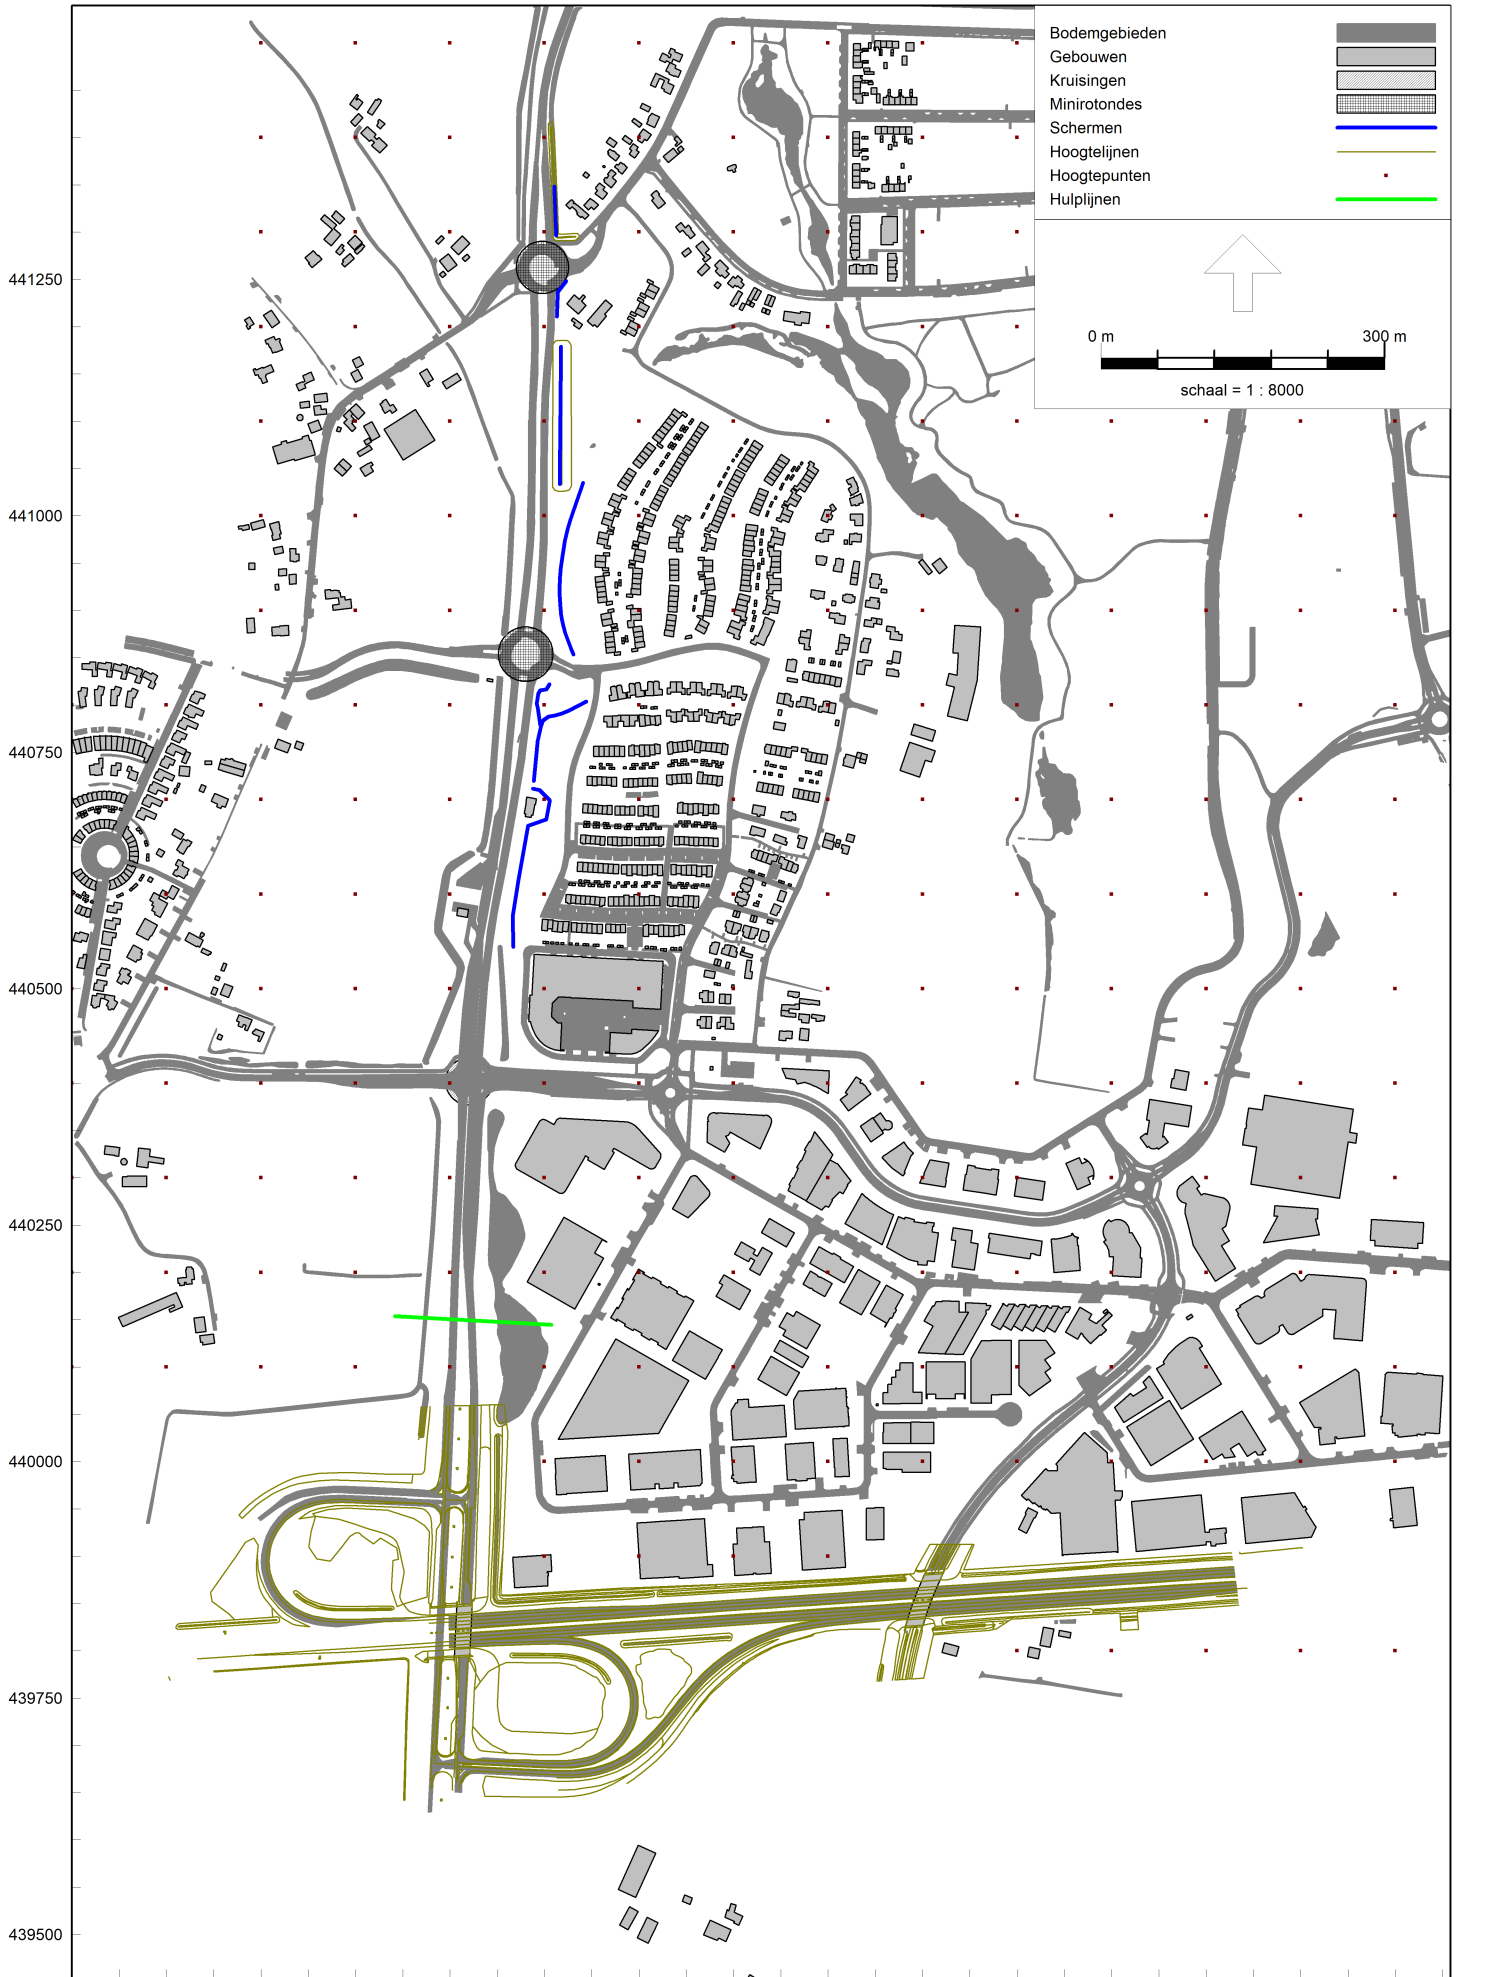 Bodemgebieden
Gebouwen
Kruisingen
Minirotondes
Schermen
Hoogtelijnen
Hoogtepunten
Hulplijnen
0 m 300 m
schaal = 1 : 8000
441250
441000
440750
440500
440250
440000
439750
439500